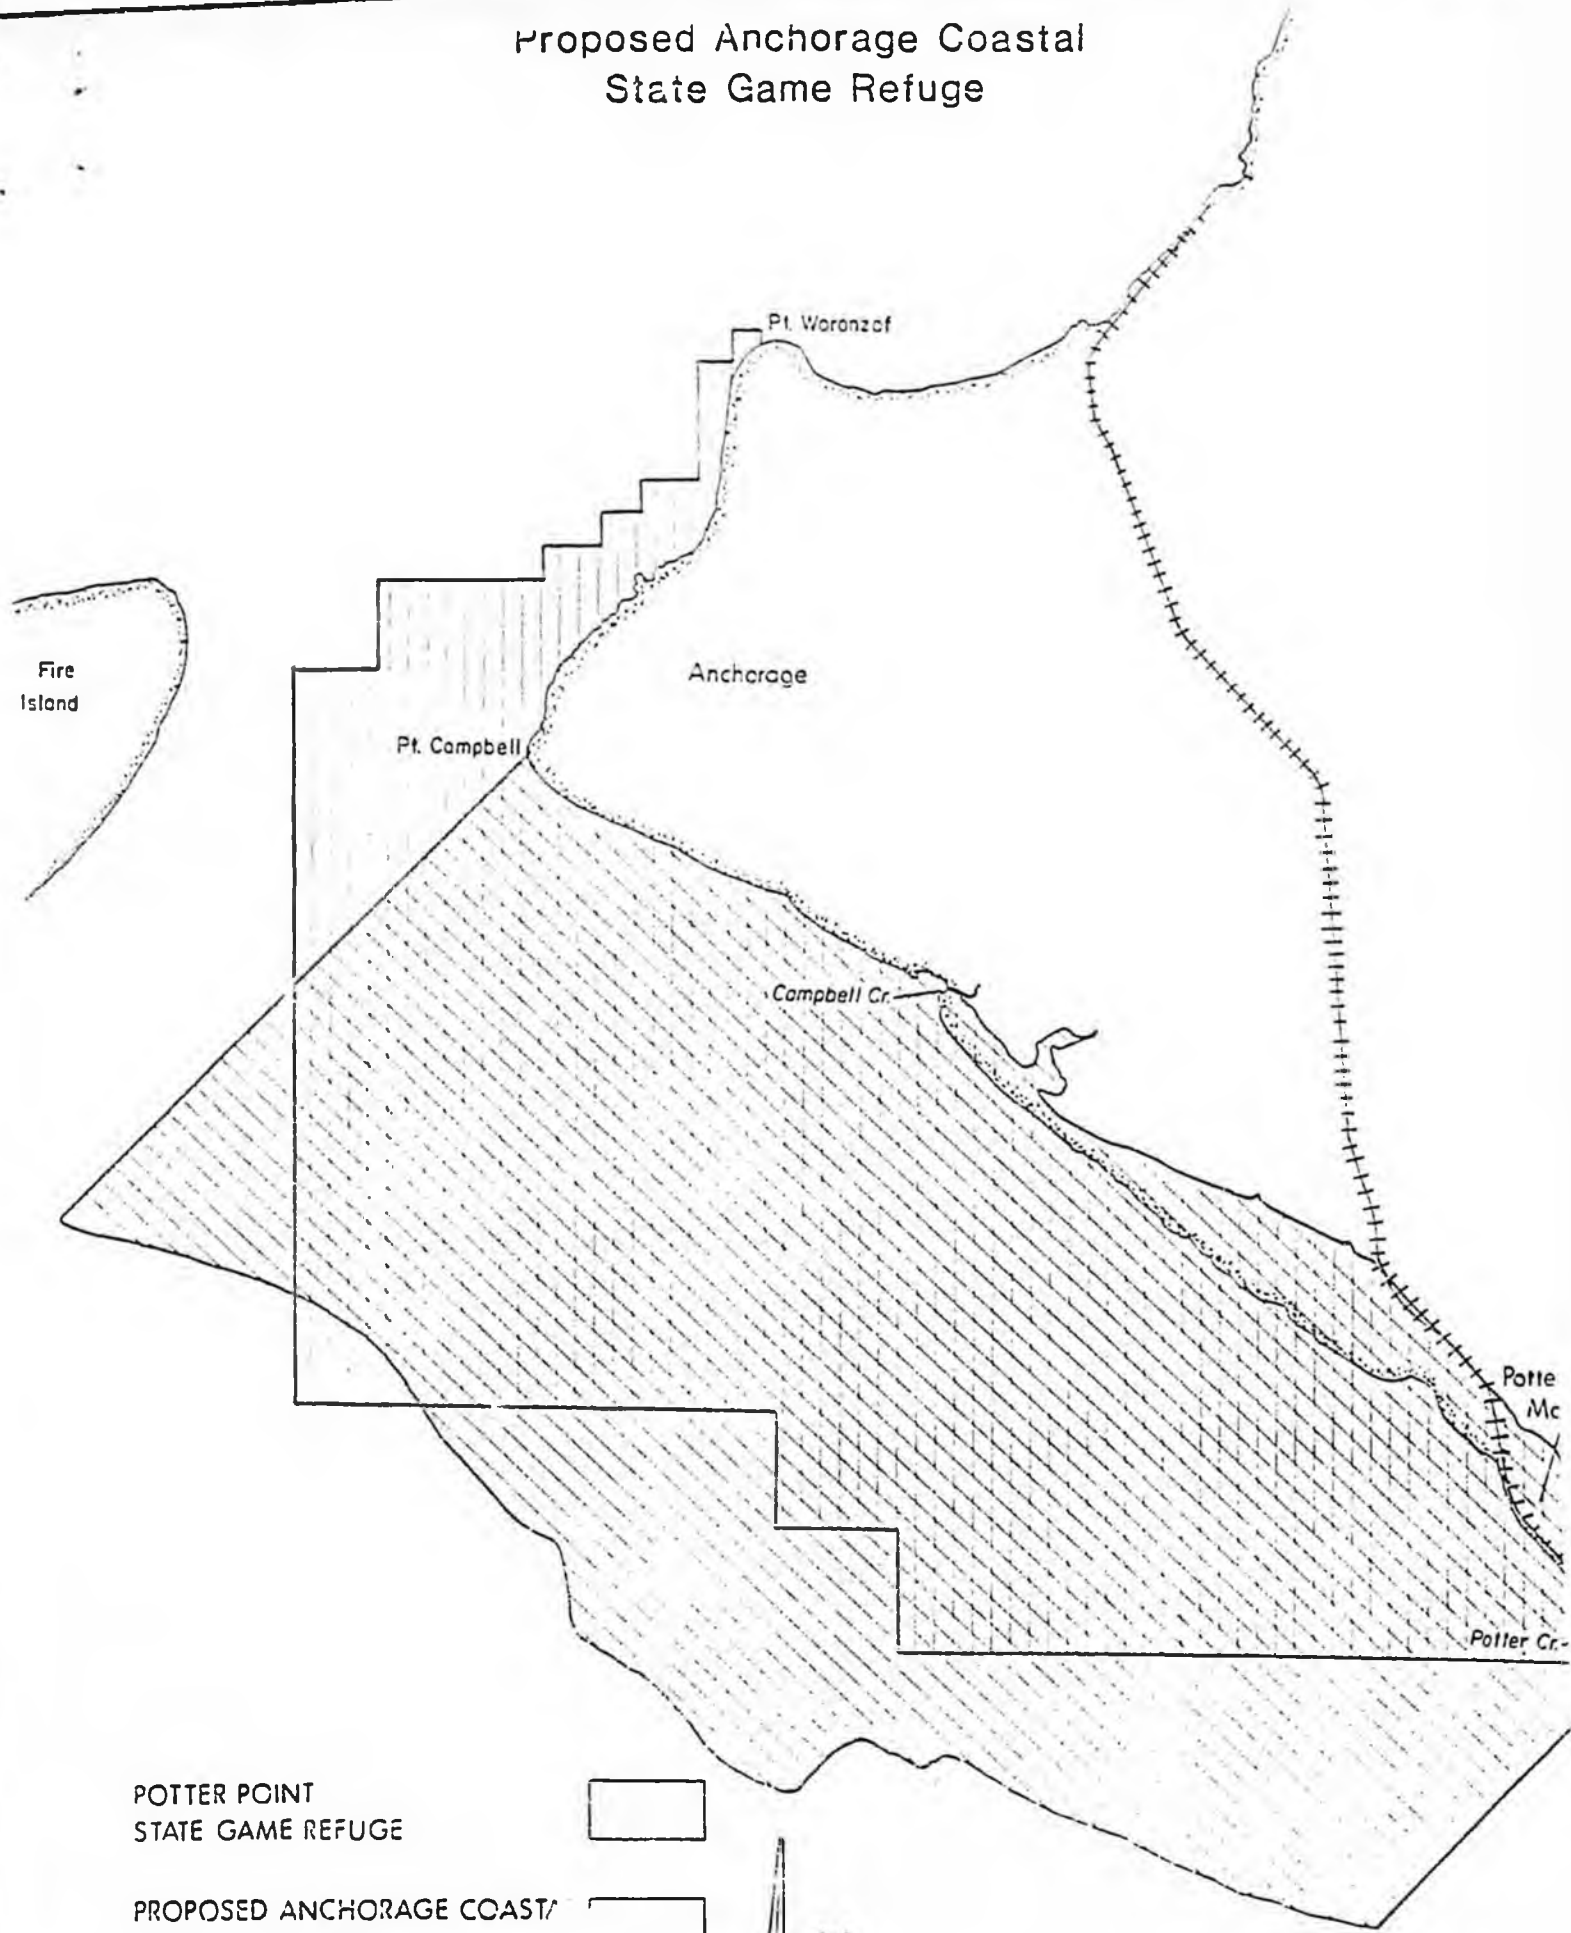 Proposed Anchorage Coastal
State Game Refuge
Pt. Woronzof
Fire
Island
Anchorage
Pt. Campbell
Campbell Cr.
Potte
Mc
Potter Cr.
POTTER POINT
STATE GAME REFUGE
PROPOSED ANCHORAGE COASTA